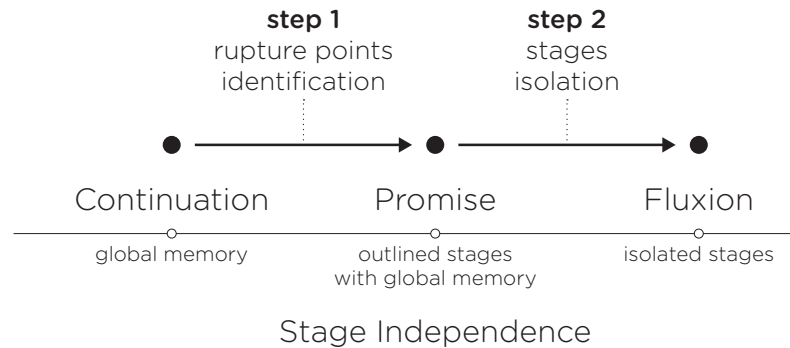 step 1
rupture points
identification
step 2
stages
isolation
Continuation
Promise
Fluxion
global memory
outlined stages
with global memory
isolated stages
Stage Independence